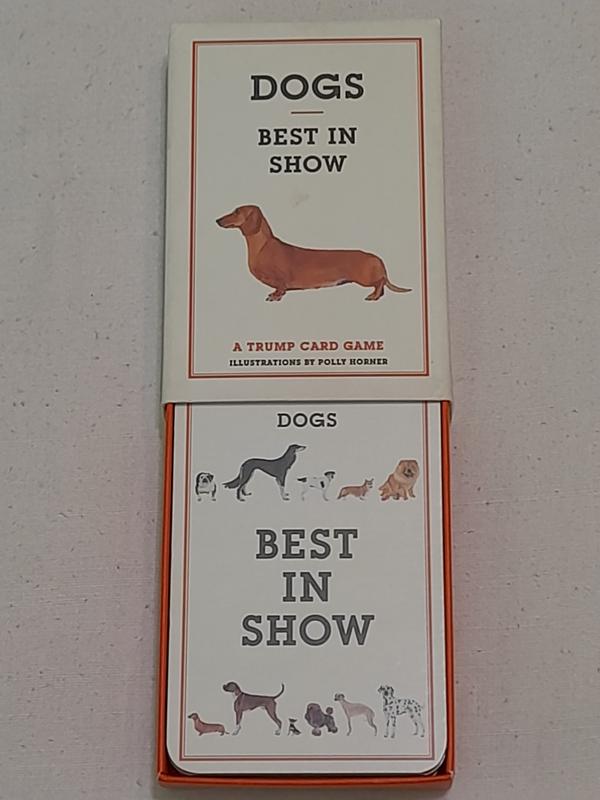 DOGS
BEST IN
SHOW
A TRUMP CARD GAME
ILLUSTRATIONS BY POLLY HORNER
DOGS
BEST
IN
SHOW